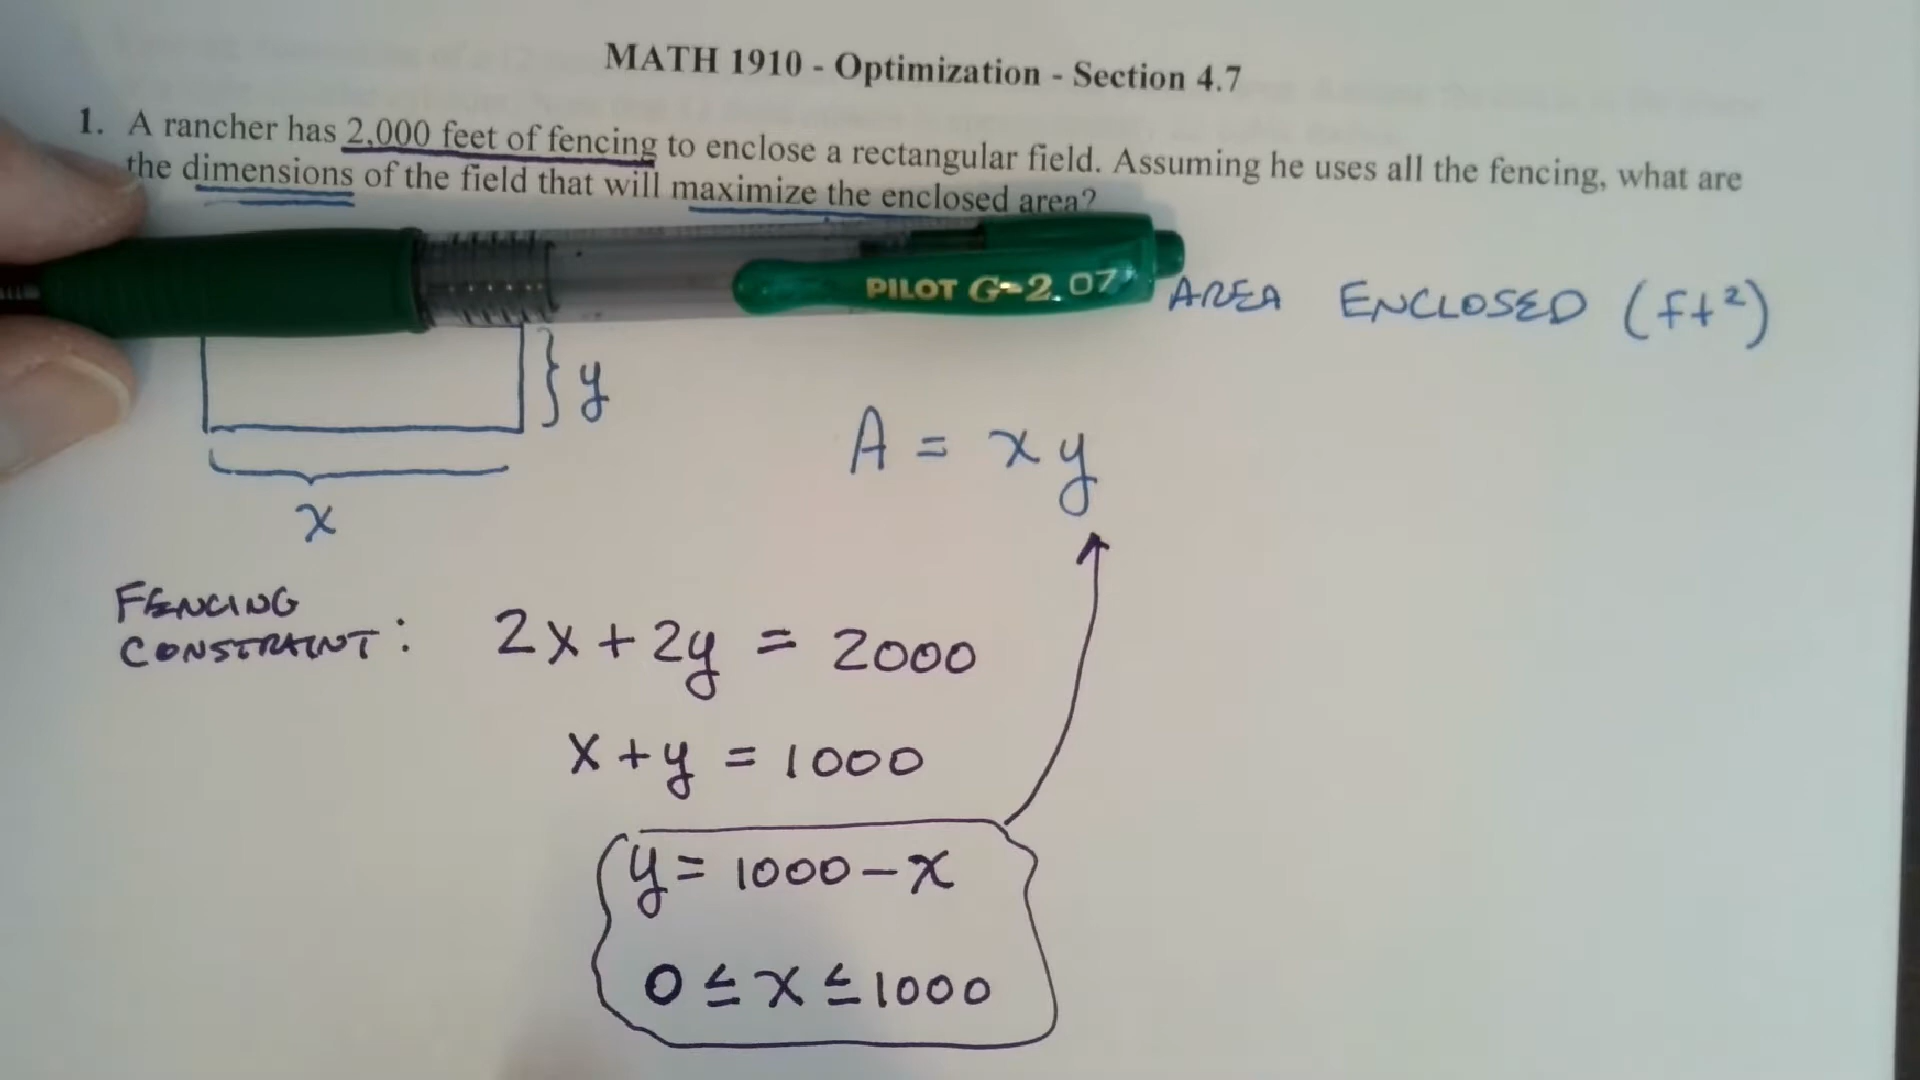 MATH 1910 - Optimization - Section 4.7
1. A rancher has 2,000 feet of fencing to enclose a rectangular field. Assuming he uses all the fencing, what are
the dimensions of the field that will maximize the enclosed area?
PILOT G-2 07
AREA ENCLOSED (ft²)
y
A = xy
x
FENCING
CONSTRAINT: 2x + 2y = 2000
x + y = 1000
y = 1000 - x
0 ≤ x ≤ 1000